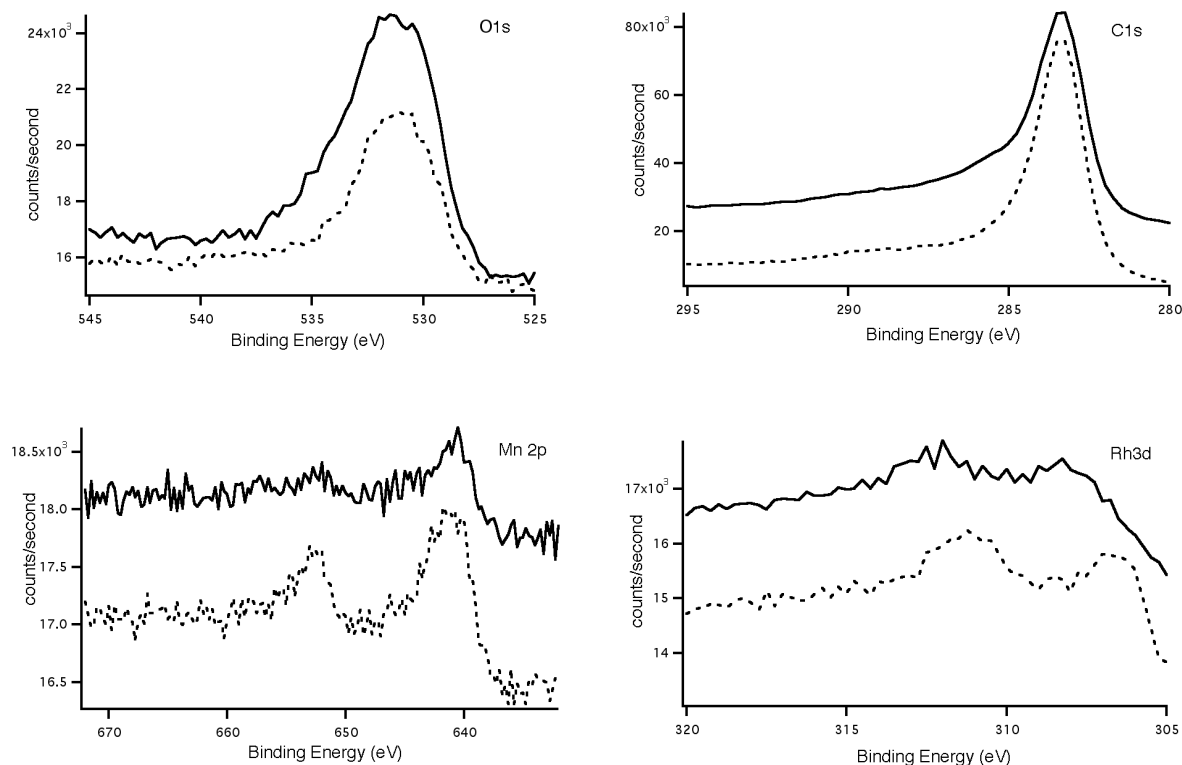 O1s
24x10³
22
20
18
16
counts/second
545 540 535 530 525
Binding Energy (eV)
C1s
80x10³
60
40
20
counts/second
295 290 285 280
Binding Energy (eV)
Mn 2p
18.5x10³
18.0
17.5
17.0
16.5
counts/second
670 660 650 640
Binding Energy (eV)
Rh3d
17x10³
16
15
14
counts/second
320 315 310 305
Binding Energy (eV)